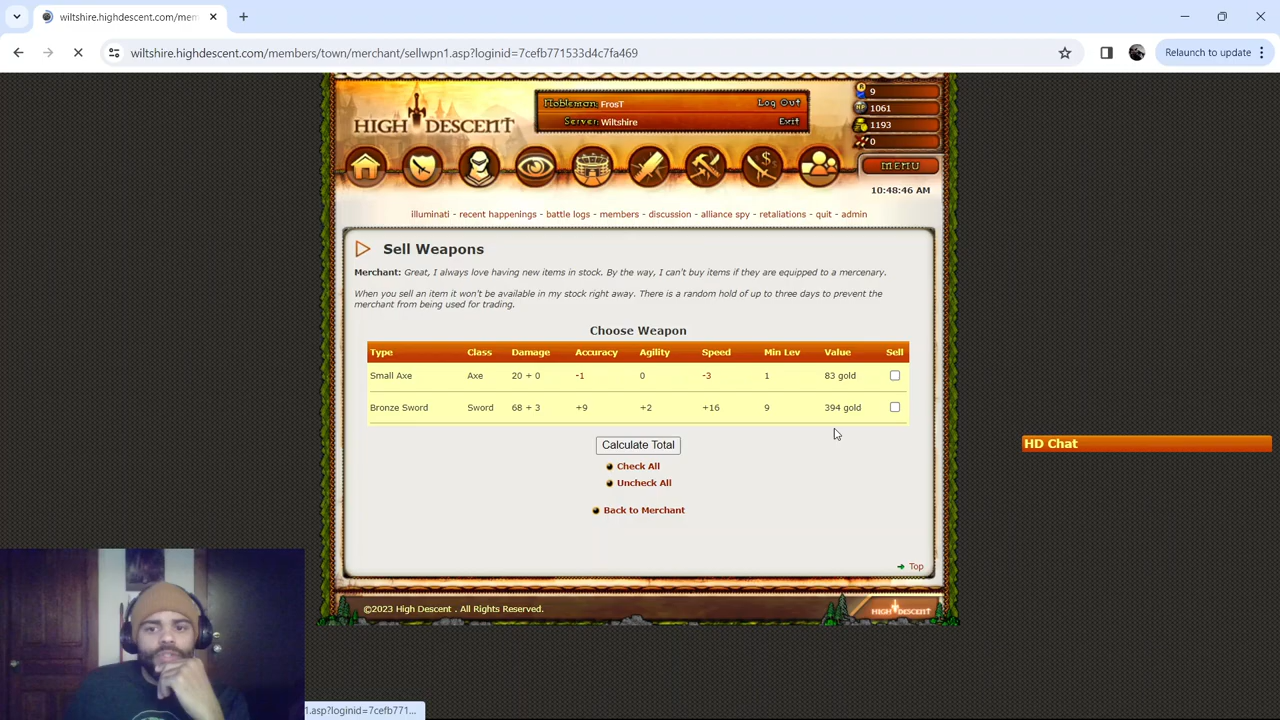 wiltshire.highdescent.com/mem
wiltshire.highdescent.com/members/town/merchant/sellwpn1.asp?loginid=7cefb771533d4c7fa469
Relaunch to update
HIGH DESCENT
Nobleman: FrosT
Log Out
Server: Wiltshire
Exit
9
1061
1193
0
MENU
10:48:46 AM
illuminati - recent happenings - battle logs - members - discussion - alliance spy - retaliations - quit - admin
Sell Weapons
Merchant: Great, I always love having new items in stock. By the way, I can't buy items if they are equipped to a mercenary.
When you sell an item it won't be available in my stock right away. There is a random hold of up to three days to prevent the
merchant from being used for trading.
Choose Weapon
Type Class Damage Accuracy Agility Speed Min Lev Value Sell
Small Axe Axe 20 + 0 -1 0 -3 1 83 gold
Bronze Sword Sword 68 + 3 +9 +2 +16 9 394 gold
Calculate Total
Check All
Uncheck All
Back to Merchant
Top
HD Chat
©2023 High Descent . All Rights Reserved.
HIGH DESCENT
1.asp?loginid=7cefb771...